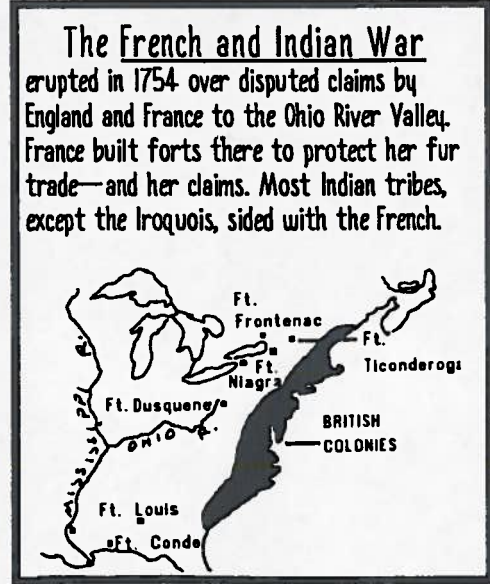 The French and Indian War
erupted in 1754 over disputed claims by
England and France to the Ohio River Valley.
France built forts there to protect her fur
trade—and her claims. Most Indian tribes,
except the Iroquois, sided with the French.
Ft.
Frontenac
Ft.
Ticonderoga
Ft.
Niagra
MISSISSIPPI R.
Ft. Dusquene
OHIO R.
BRITISH
COLONIES
Ft. Louis
Ft. Conde